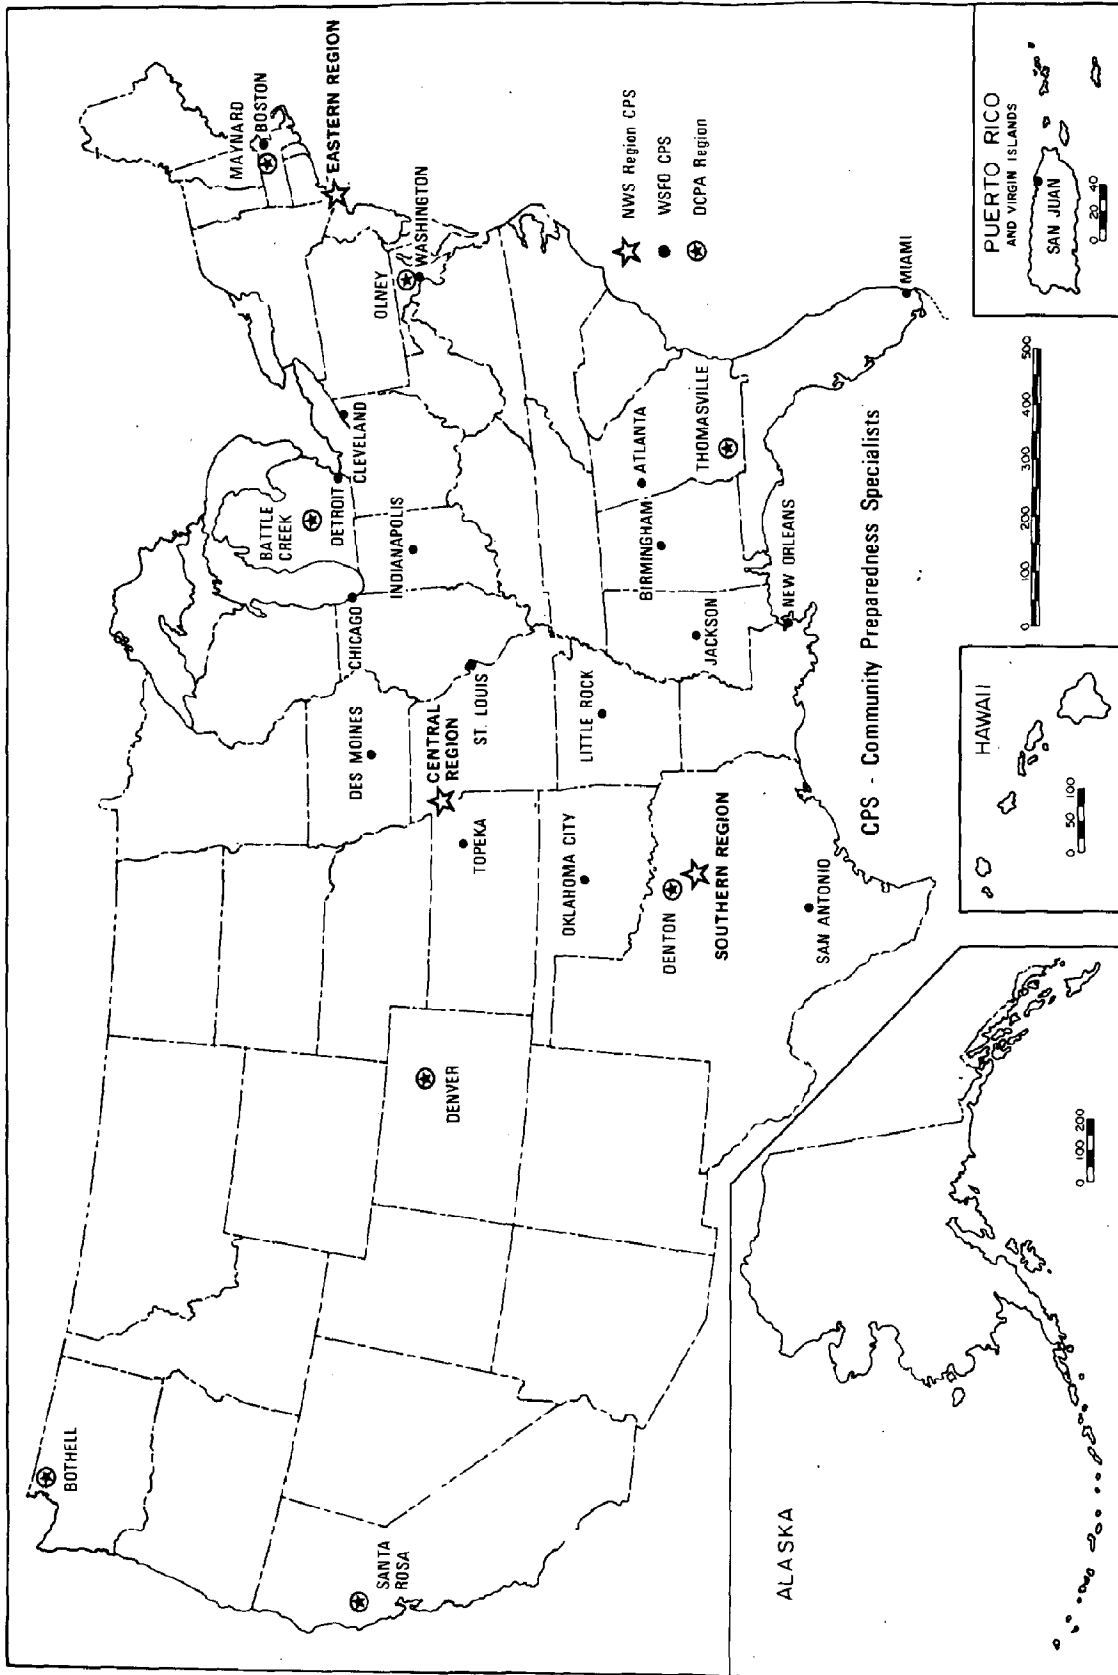 BOTHELL
SANTA
ROSA
DENVER
DES MOINES
CENTRAL
REGION
TOPEKA
ST. LOUIS
OKLAHOMA CITY
LITTLE ROCK
DENTON
SOUTHERN REGION
SAN ANTONIO
BATTLE
CREEK
DETROIT
CLEVELAND
CHICAGO
INDIANAPOLIS
BIRMINGHAM
ATLANTA
JACKSON
THOMASVILLE
NEW ORLEANS
MIAMI
MAYNARD
BOSTON
EASTERN REGION
OLNEY
WASHINGTON
NWS Region CPS
WSFO CPS
DCPA Region
CPS - Community Preparedness Specialists
0 100 200 300 400 500
ALASKA
0 100 200
HAWAII
0 50 100
PUERTO RICO
AND VIRGIN ISLANDS
SAN JUAN
0 20 40